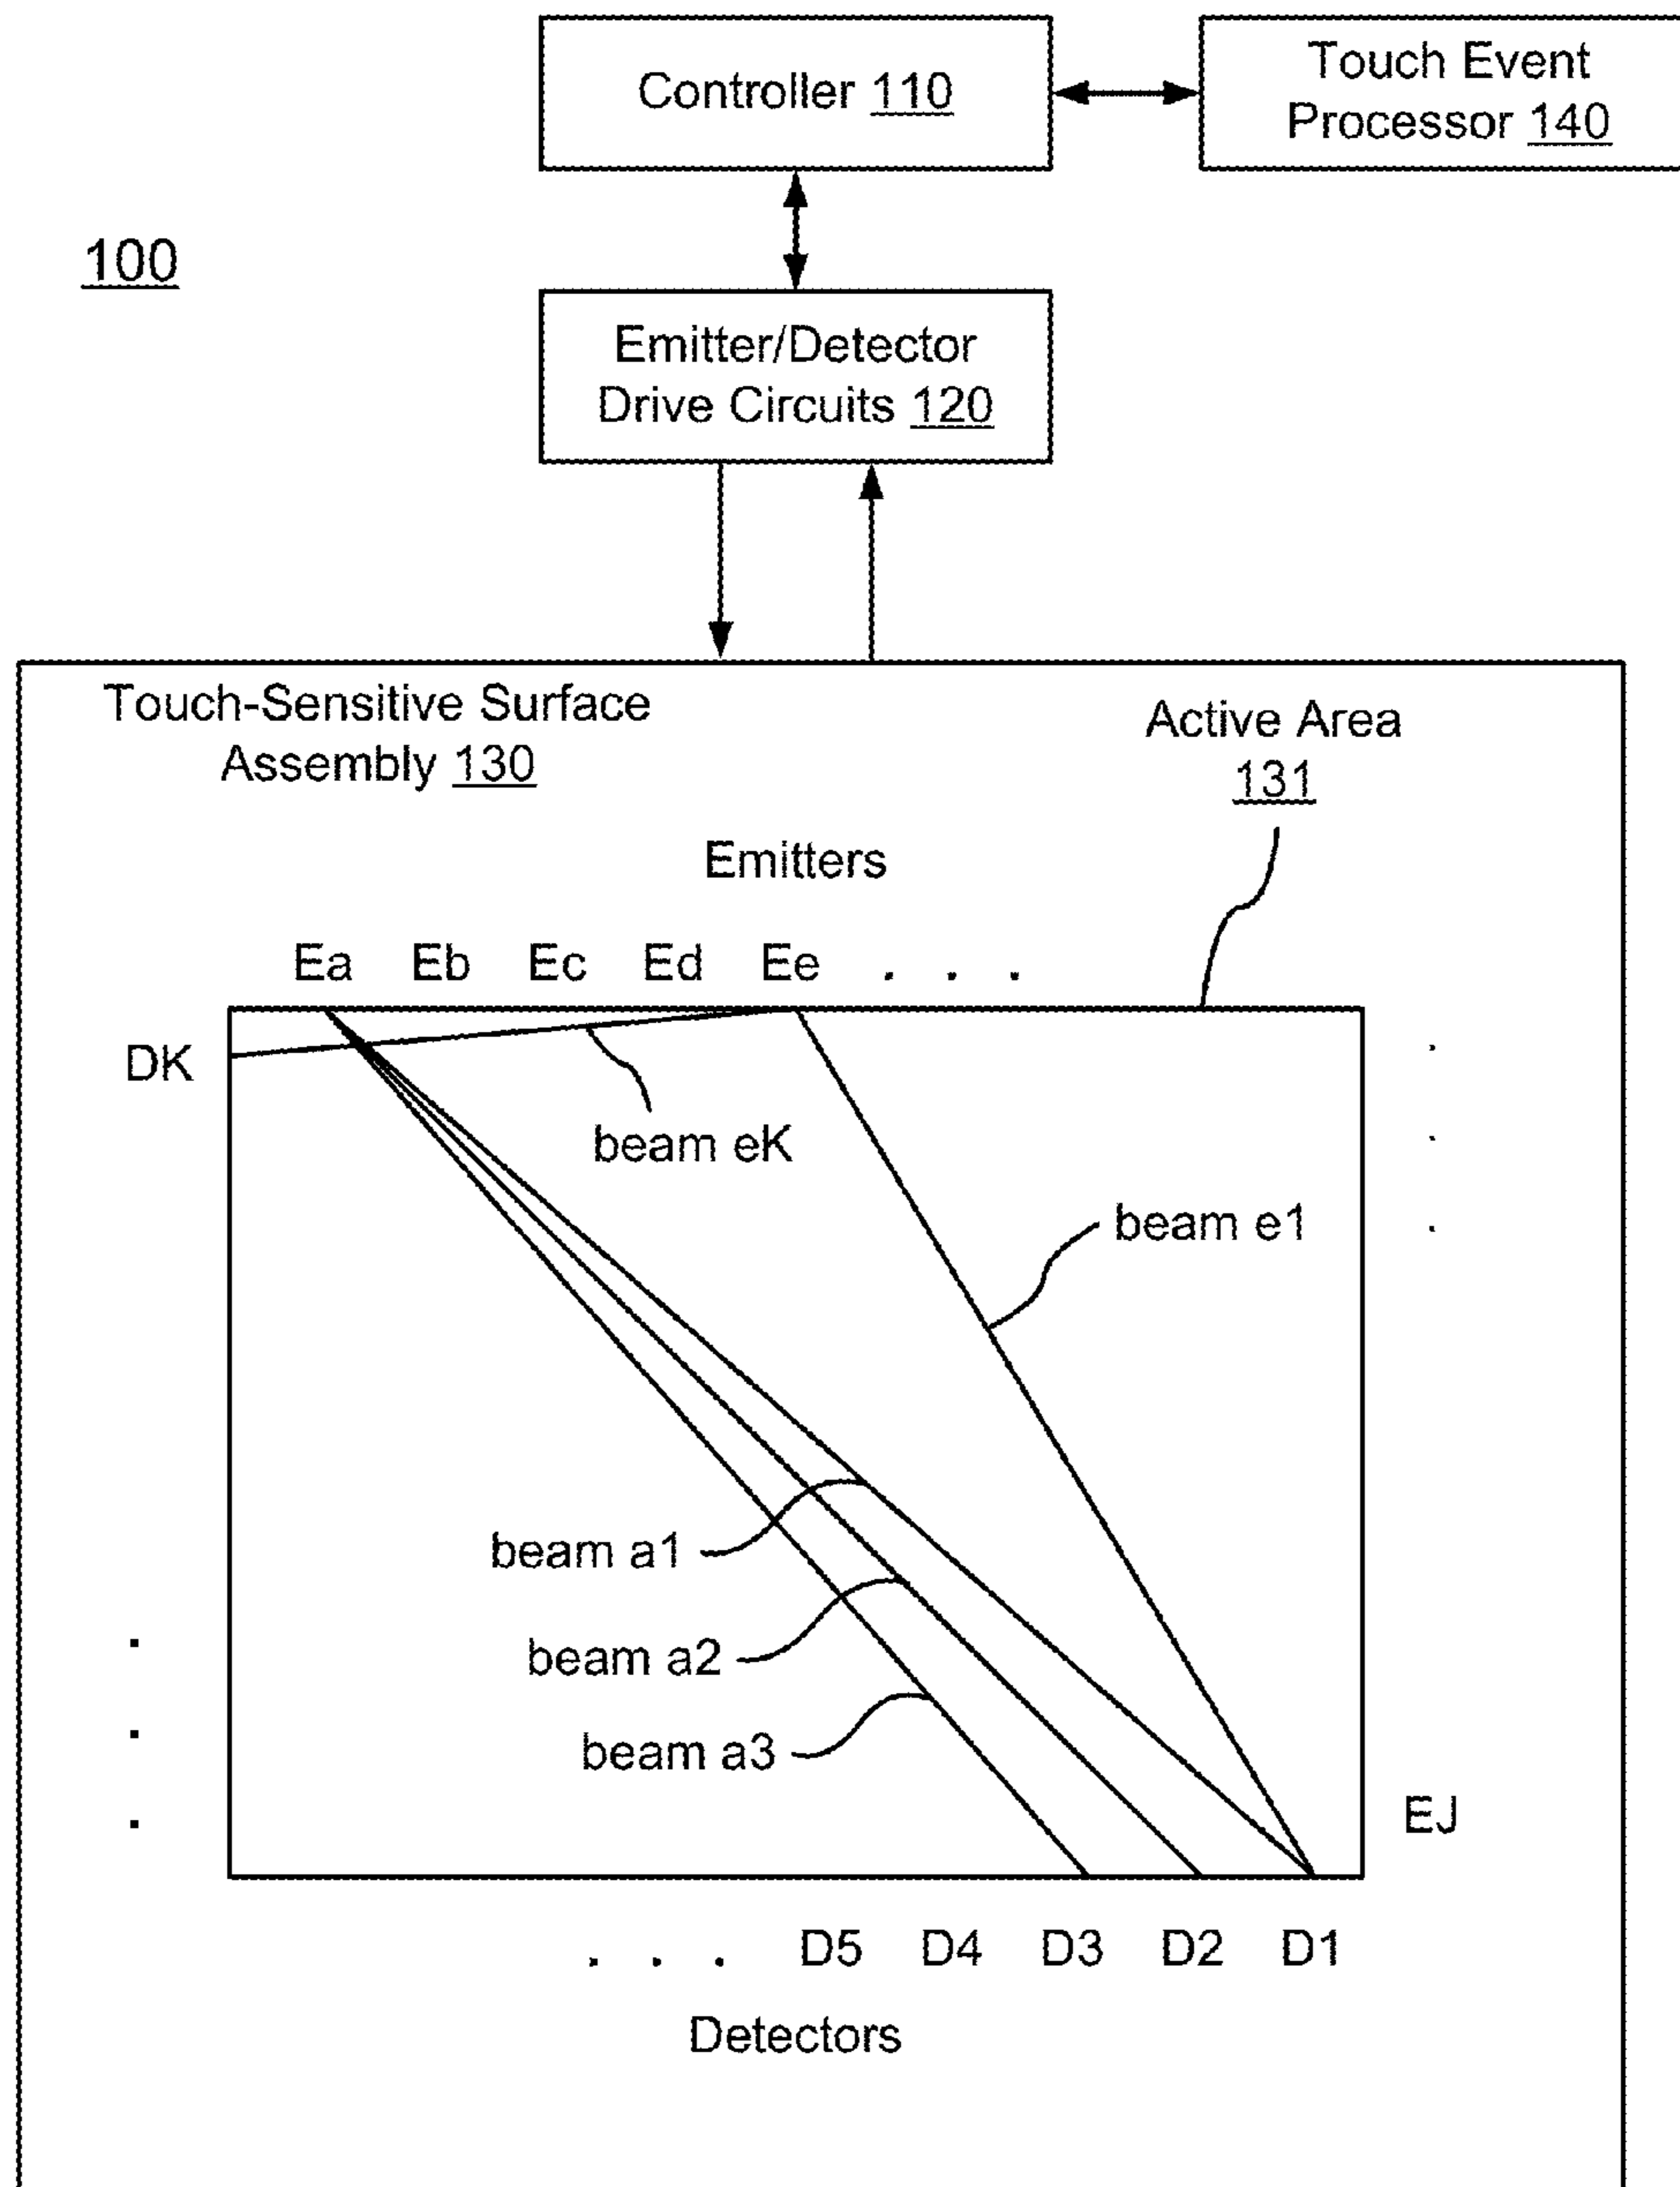 Controller 110
Touch Event
Processor 140
100
Emitter/Detector
Drive Circuits 120
Touch-Sensitive Surface
Assembly 130
Active Area
131
Emitters
Ea Eb Ec Ed Ee . . .
DK
beam eK
beam e1
beam a1
beam a2
beam a3
EJ
. . . D5 D4 D3 D2 D1
Detectors